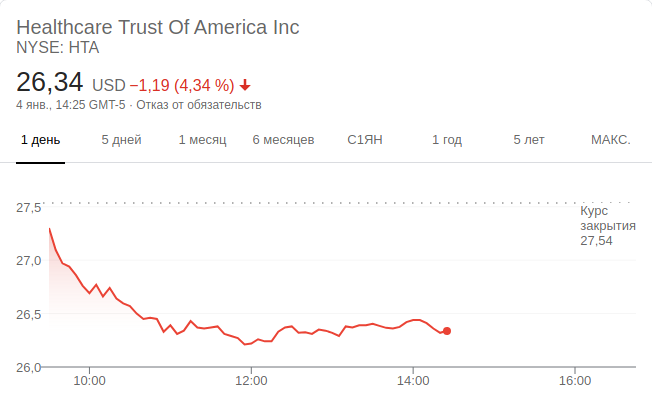 Healthcare Trust Of America Inc
NYSE: HTA
26,34 USD −1,19 (4,34 %)
4 янв., 14:25 GMT-5 · Отказ от обязательств
1 день 5 дней 1 месяц 6 месяцев С1ЯН 1 год 5 лет МАКС.
27,5
Курс
закрытия
27,54
27,0
26,5
26,0
10:00 12:00 14:00 16:00